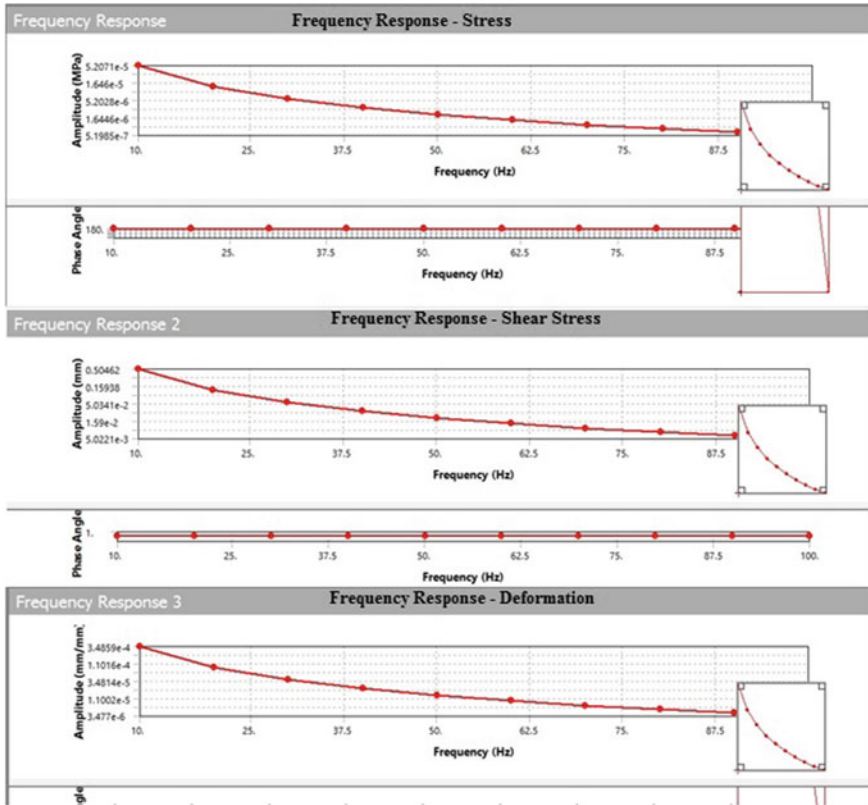 Frequency Response
Frequency Response - Stress
Amplitude (MPa)
5.2071e-5
1.646e-5
5.2028e-6
1.6446e-6
5.1985e-7
10. 25. 37.5 50. 62.5 75. 87.5
Frequency (Hz)
Phase Angle
180.
10. 25. 37.5 50. 62.5 75. 87.5
Frequency (Hz)
Frequency Response 2
Frequency Response - Shear Stress
Amplitude (mm)
0.50462
0.15938
5.0341e-2
1.59e-2
5.0221e-3
10. 25. 37.5 50. 62.5 75. 87.5
Frequency (Hz)
Phase Angle
1.
10. 25. 37.5 50. 62.5 75. 87.5 100.
Frequency (Hz)
Frequency Response 3
Frequency Response - Deformation
Amplitude (mm/mm)
3.4859e-4
1.1016e-4
3.4814e-5
1.1002e-5
3.477e-6
10. 25. 37.5 50. 62.5 75. 87.5
Frequency (Hz)
gle